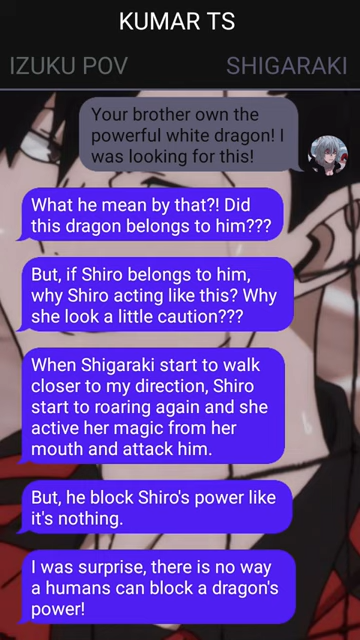 KUMAR TS
IZUKU POV
SHIGARAKI
Your brother own the
powerful white dragon! I
was looking for this!
What he mean by that?! Did
this dragon belongs to him???
But, if Shiro belongs to him,
why Shiro acting like this? Why
she look a little caution???
When Shigaraki start to walk
closer to my direction, Shiro
start to roaring again and she
active her magic from her
mouth and attack him.
But, he block Shiro's power like
it's nothing.
I was surprise, there is no way
a humans can block a dragon's
power!